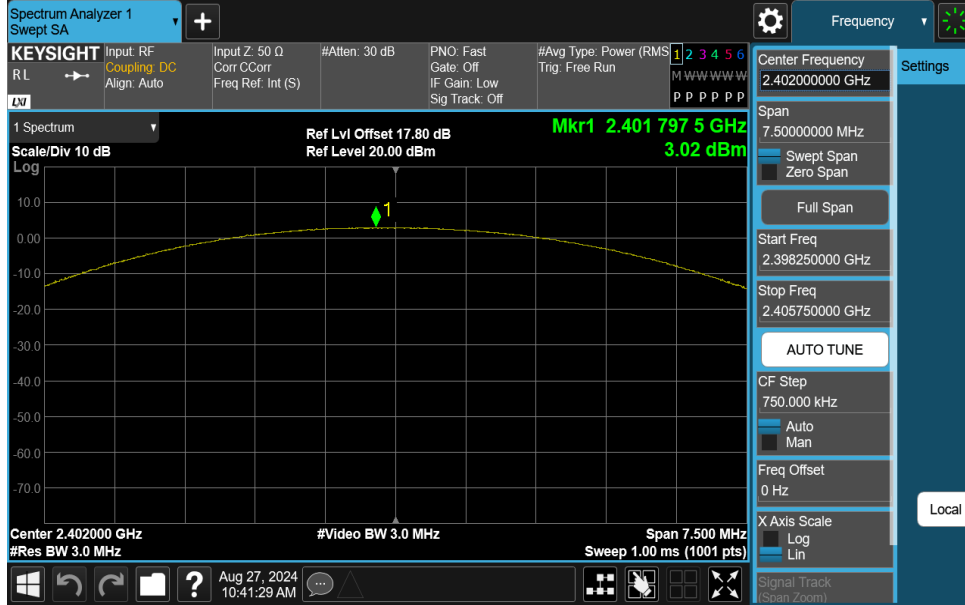 Spectrum Analyzer 1
Swept SA
+
Frequency
KEYSIGHT
RL
LXI
Input: RF
Coupling: DC
Align: Auto
Input Z: 50 Ω
Corr CCorr
Freq Ref: Int (S)
#Atten: 30 dB
PNO: Fast
Gate: Off
IF Gain: Low
Sig Track: Off
#Avg Type: Power (RMS
Trig: Free Run
1 2 3 4 5 6
M W W W W W
P P P P P P
1 Spectrum
Scale/Div 10 dB
Log
Ref Lvl Offset 17.80 dB
Ref Level 20.00 dBm
Mkr1 2.401 797 5 GHz
3.02 dBm
1
10.0
0.00
-10.0
-20.0
-30.0
-40.0
-50.0
-60.0
-70.0
Center 2.402000 GHz
#Res BW 3.0 MHz
#Video BW 3.0 MHz
Span 7.500 MHz
Sweep 1.00 ms (1001 pts)
?
Aug 27, 2024
10:41:29 AM
Center Frequency
2.402000000 GHz
Span
7.50000000 MHz
Swept Span
Zero Span
Full Span
Start Freq
2.398250000 GHz
Stop Freq
2.405750000 GHz
AUTO TUNE
CF Step
750.000 kHz
Auto
Man
Freq Offset
0 Hz
X Axis Scale
Log
Lin
Signal Track
(Span Zoom)
Settings
Local